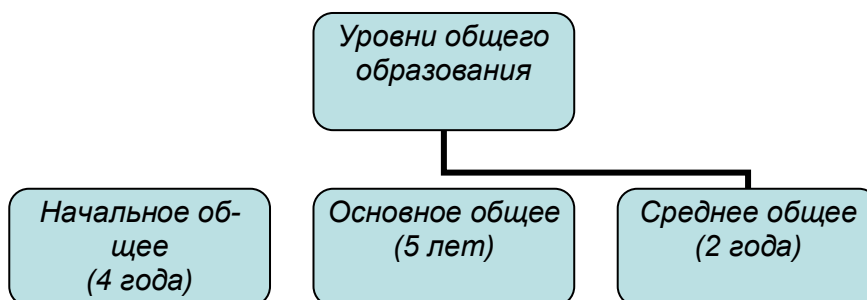 Уровни общего
образования
Начальное об-
щее
(4 года)
Основное общее
(5 лет)
Среднее общее
(2 года)